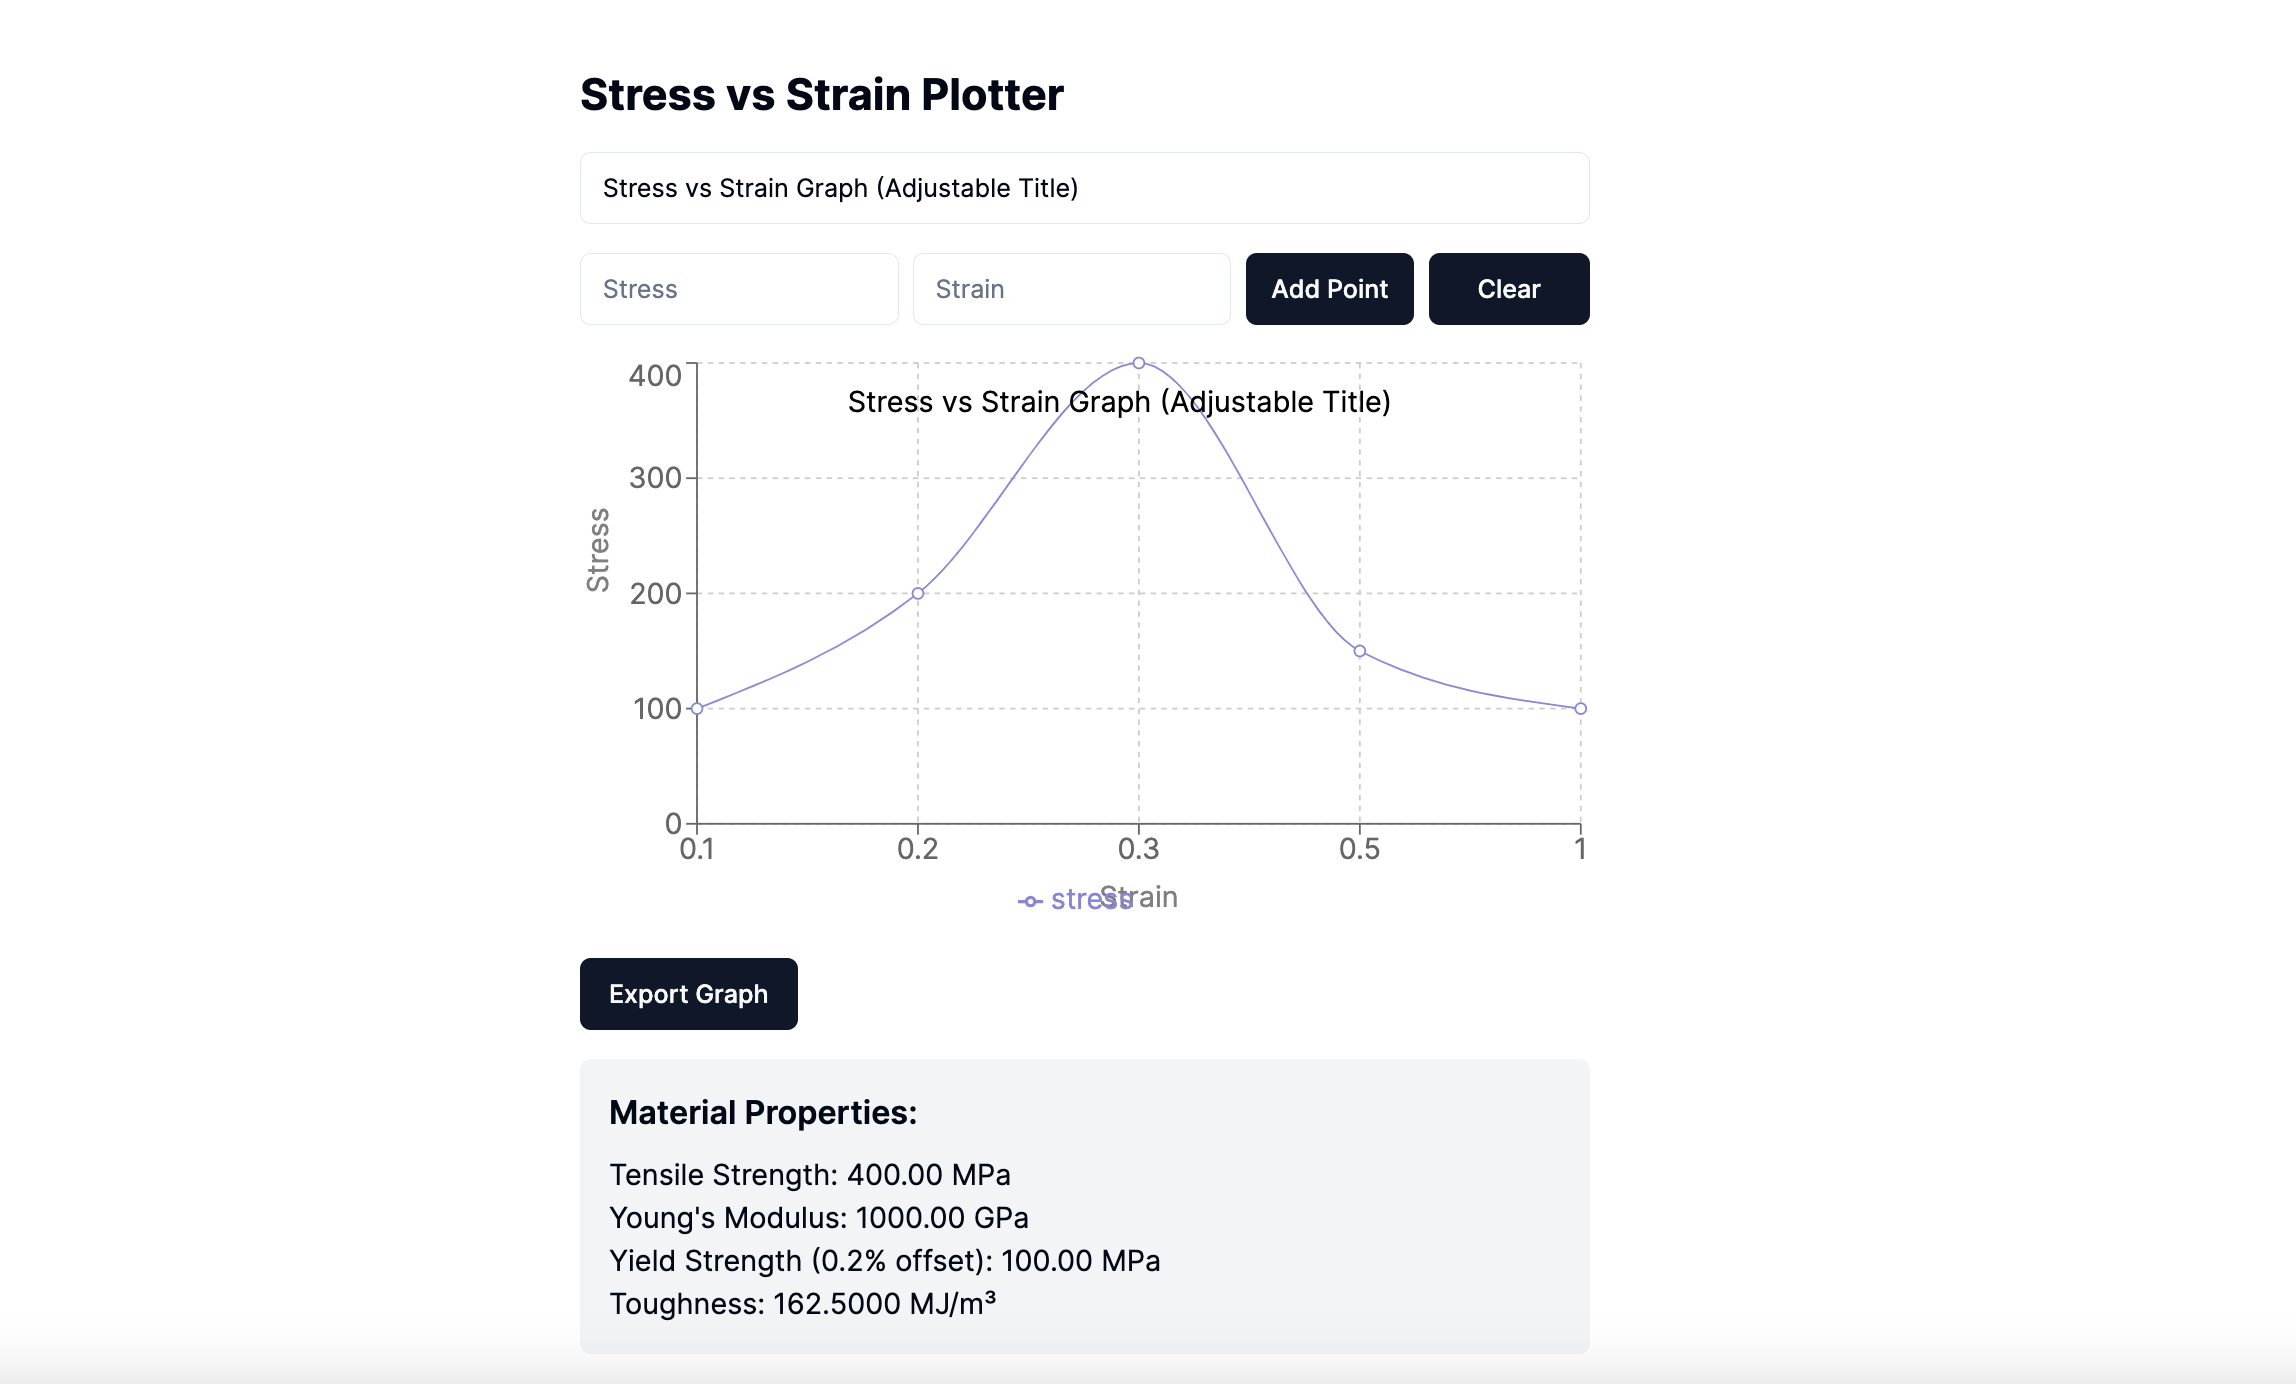 Stress vs Strain Plotter
Stress vs Strain Graph (Adjustable Title)
Stress Strain Add Point Clear
400
Stress vs Strain Graph (Adjustable Title)
300
Stress
200
100
0
0.1 0.2 0.3 0.5 1
stress Strain
Export Graph
Material Properties:
Tensile Strength: 400.00 MPa
Young's Modulus: 1000.00 GPa
Yield Strength (0.2% offset): 100.00 MPa
Toughness: 162.5000 MJ/m³